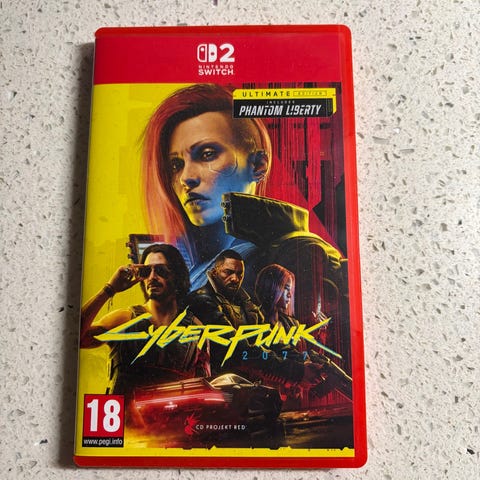 2
NINTENDO
SWITCH
ULTIMATE EDITION
INCLUDES
PHANTOM LIBERTY
CYBERPUNK
2077
18
www.pegi.info
CD PROJEKT RED